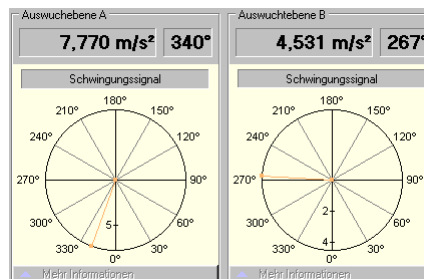 Auswuchebene A
7,770 m/s² 340°
Schwingungssignal
180°
210° 150°
240° 120°
270° 90°
300° 5 60°
330° 30°
0°
Mehr Informationen
Auswuchtebene B
4,531 m/s² 267°
Schwingungssignal
180°
210° 150°
240° 120°
270° 90°
300° 2 60°
330° 4 30°
0°
Mehr Informationen